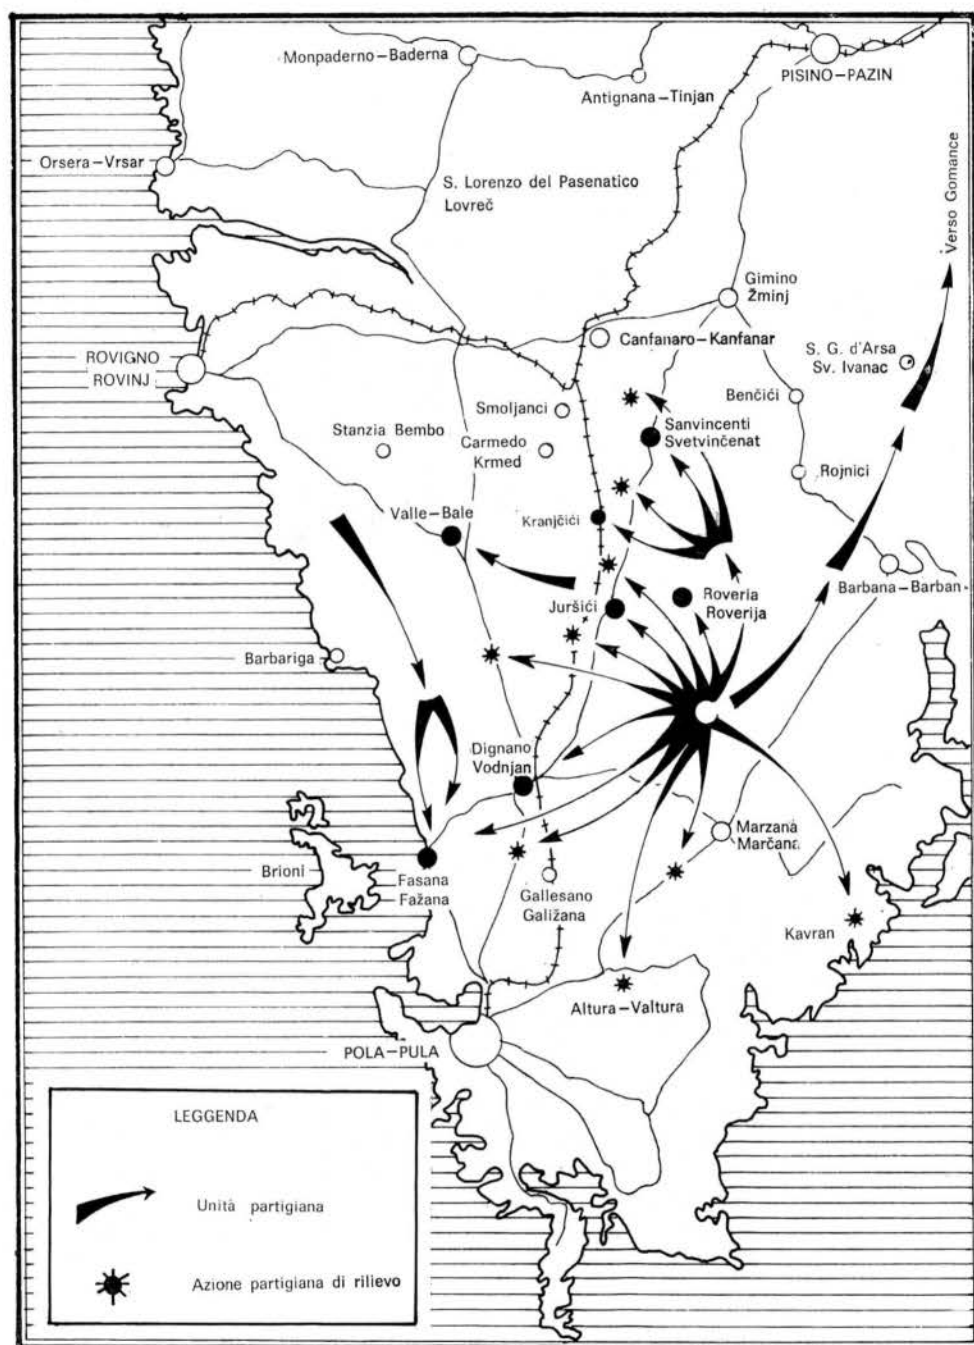 Monpaderno–Baderna
PISINO–PAZIN
Antignana–Tinjan
Orsera–Vrsar
S. Lorenzo del Pasenatico
Lovreč
Verso Gomance
Gimino
Žminj
Canfanaro–Kanfanar
ROVIGNO
ROVINJ
S. G. d'Arsa
Sv. Ivanac
Smoljanci
Benčići
Stanzia Bembo
Carmedo
Krmed
Sanvincenti
Svetvinčenat
Rojnici
Valle–Bale
Kranjčići
Barbana–Barban
Roveria
Roverija
Juršići
Barbariga
Dignano
Vodnjan
Marzana
Marčana
Brioni
Fasana
Fažana
Gallesano
Galižana
Kavran
Altura–Valtura
POLA–PULA
LEGGENDA
Unità partigiana
Azione partigiana di rilievo